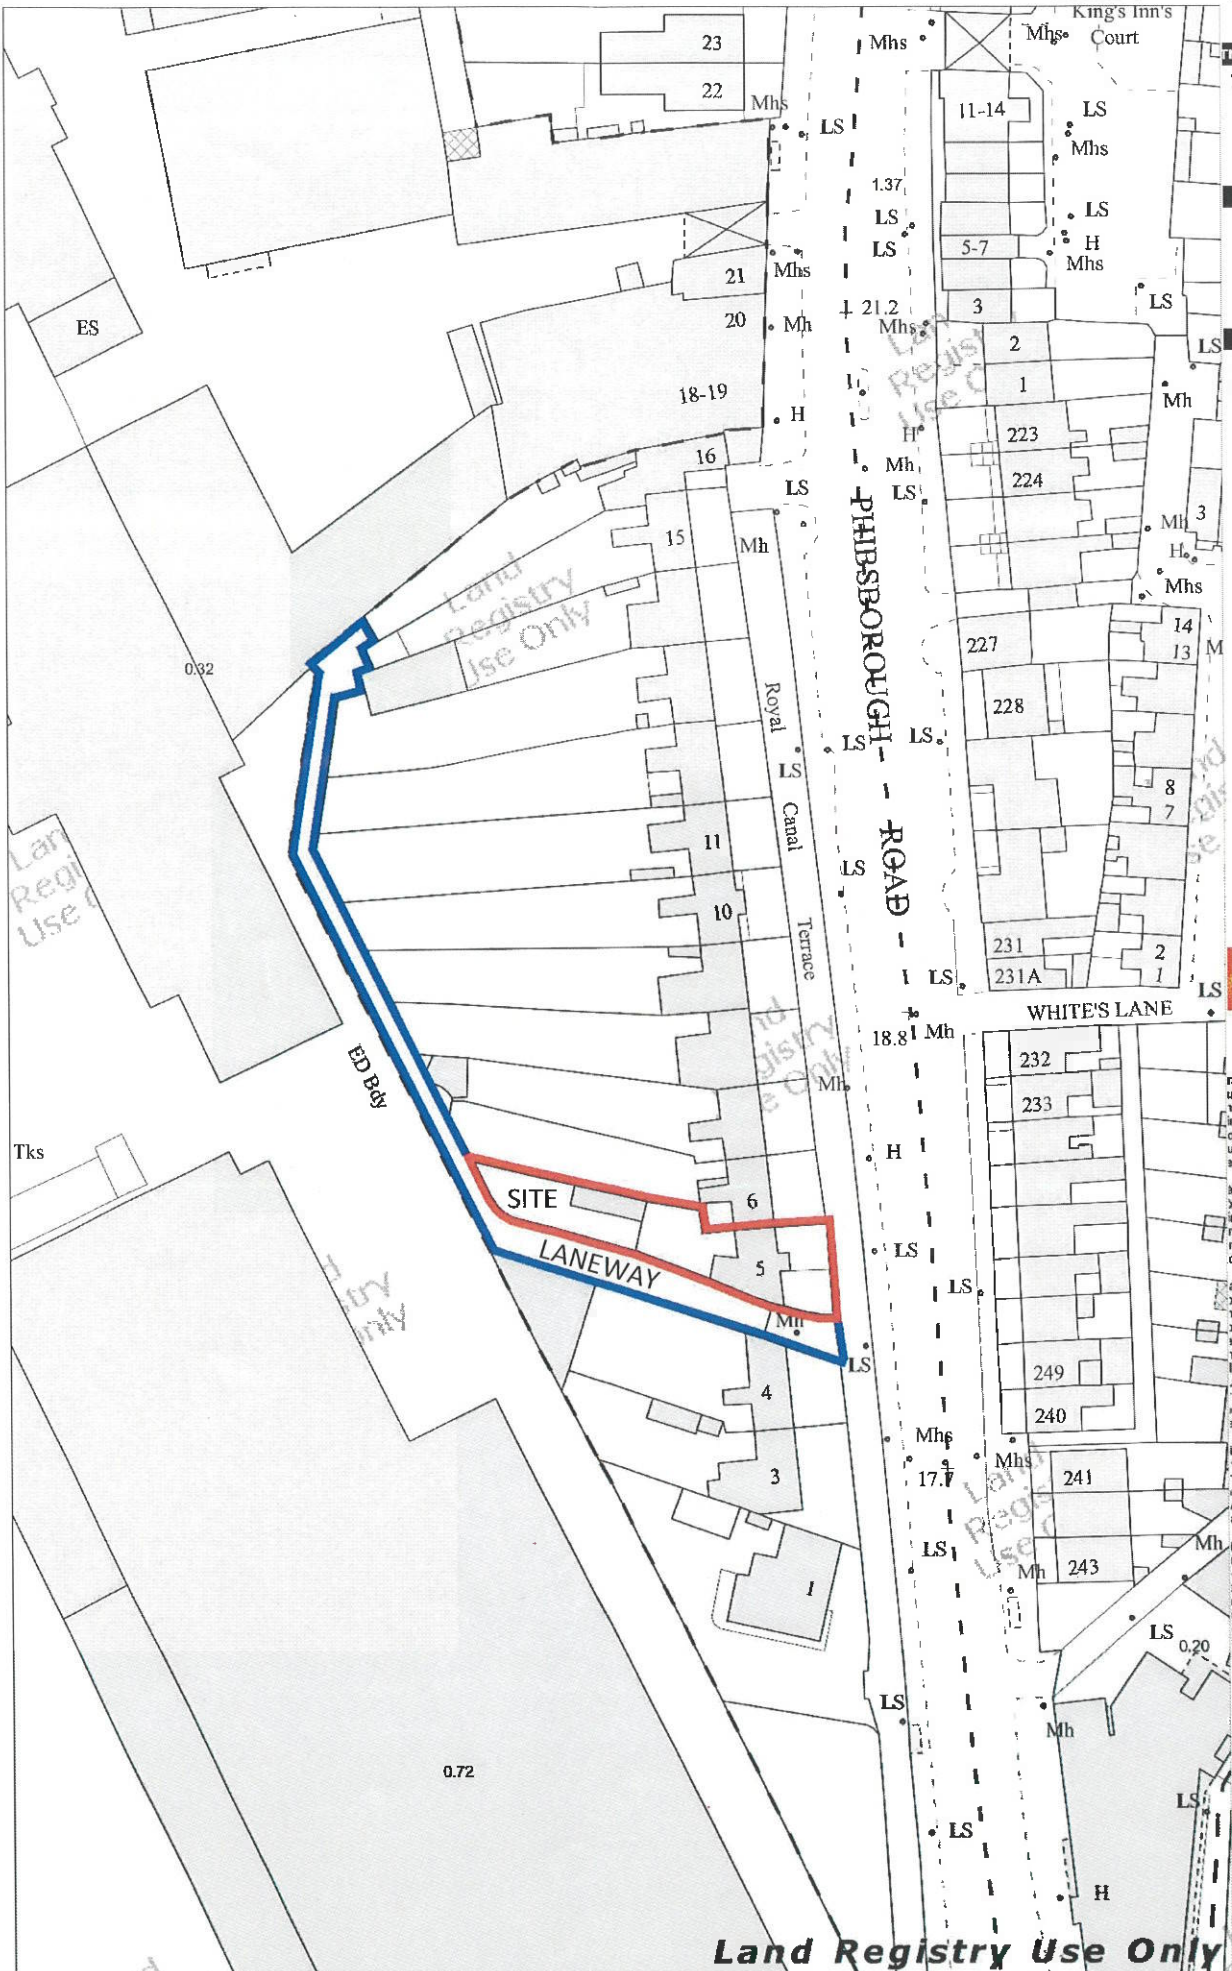 King's Inn's
Court
23
Mhs
Mhs
22
Mhs
LS
11-14
LS
Mhs
1.37
LS
LS
LS
5-7
H
Mhs
21
Mhs
LS
ES
20
Mh
21.2
Mhs
3
2
LS
18-19
1
Mh
H
H
223
16
Mh
224
LS
LS
3
15
Mh
Mh
H
Mhs
PHIBSBOROUGH ROAD
14
13
227
M
0.32
228
Royal Canal Terrace
LS
LS
LS
8
7
11
LS
10
231
2
231A
1
LS
LS
WHITE'S LANE
18.8
Mh
232
ED Bdy
Mh
233
Tks
H
SITE
6
LANEWAY
LS
5
LS
Mh
LS
249
4
240
Mhs
3
17.7
Mhs
241
LS
Mh
243
Mh
1
LS
0.20
LS
Mh
0.72
LS
LS
H
Land
Registry
Use Only
Land Registry Use Only